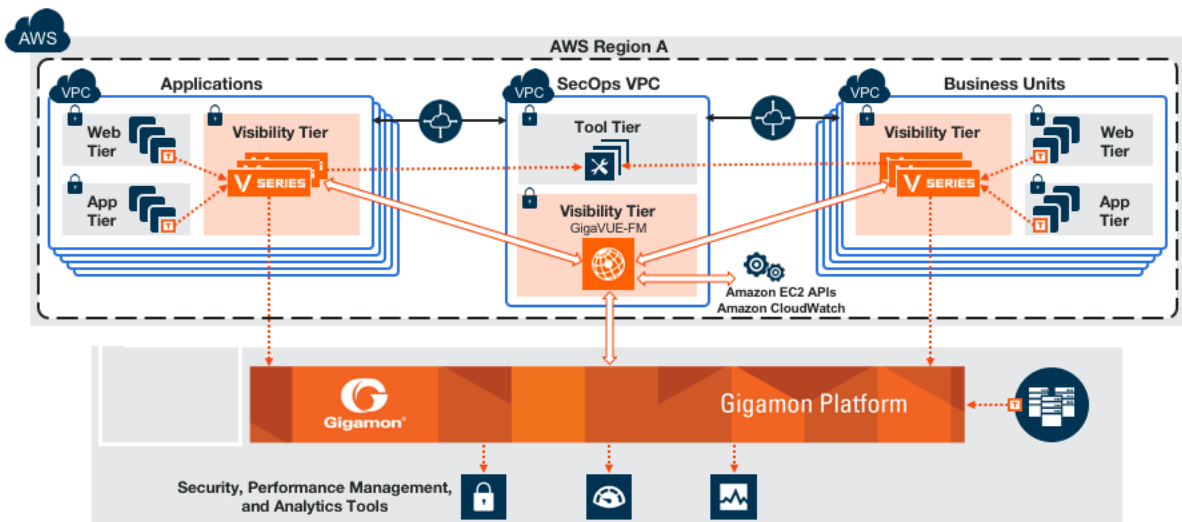 AWS
AWS Region A
Applications
SecOps VPC
Business Units
VPC
VPC
VPC
Web
Tier
T
App
Tier
T
Visibility Tier
V SERIES
Tool Tier
Visibility Tier
GigaVUE-FM
Visibility Tier
V SERIES
Web
Tier
T
App
Tier
T
Amazon EC2 APIs
Amazon CloudWatch
Gigamon®
Gigamon Platform
T
Security, Performance Management,
and Analytics Tools